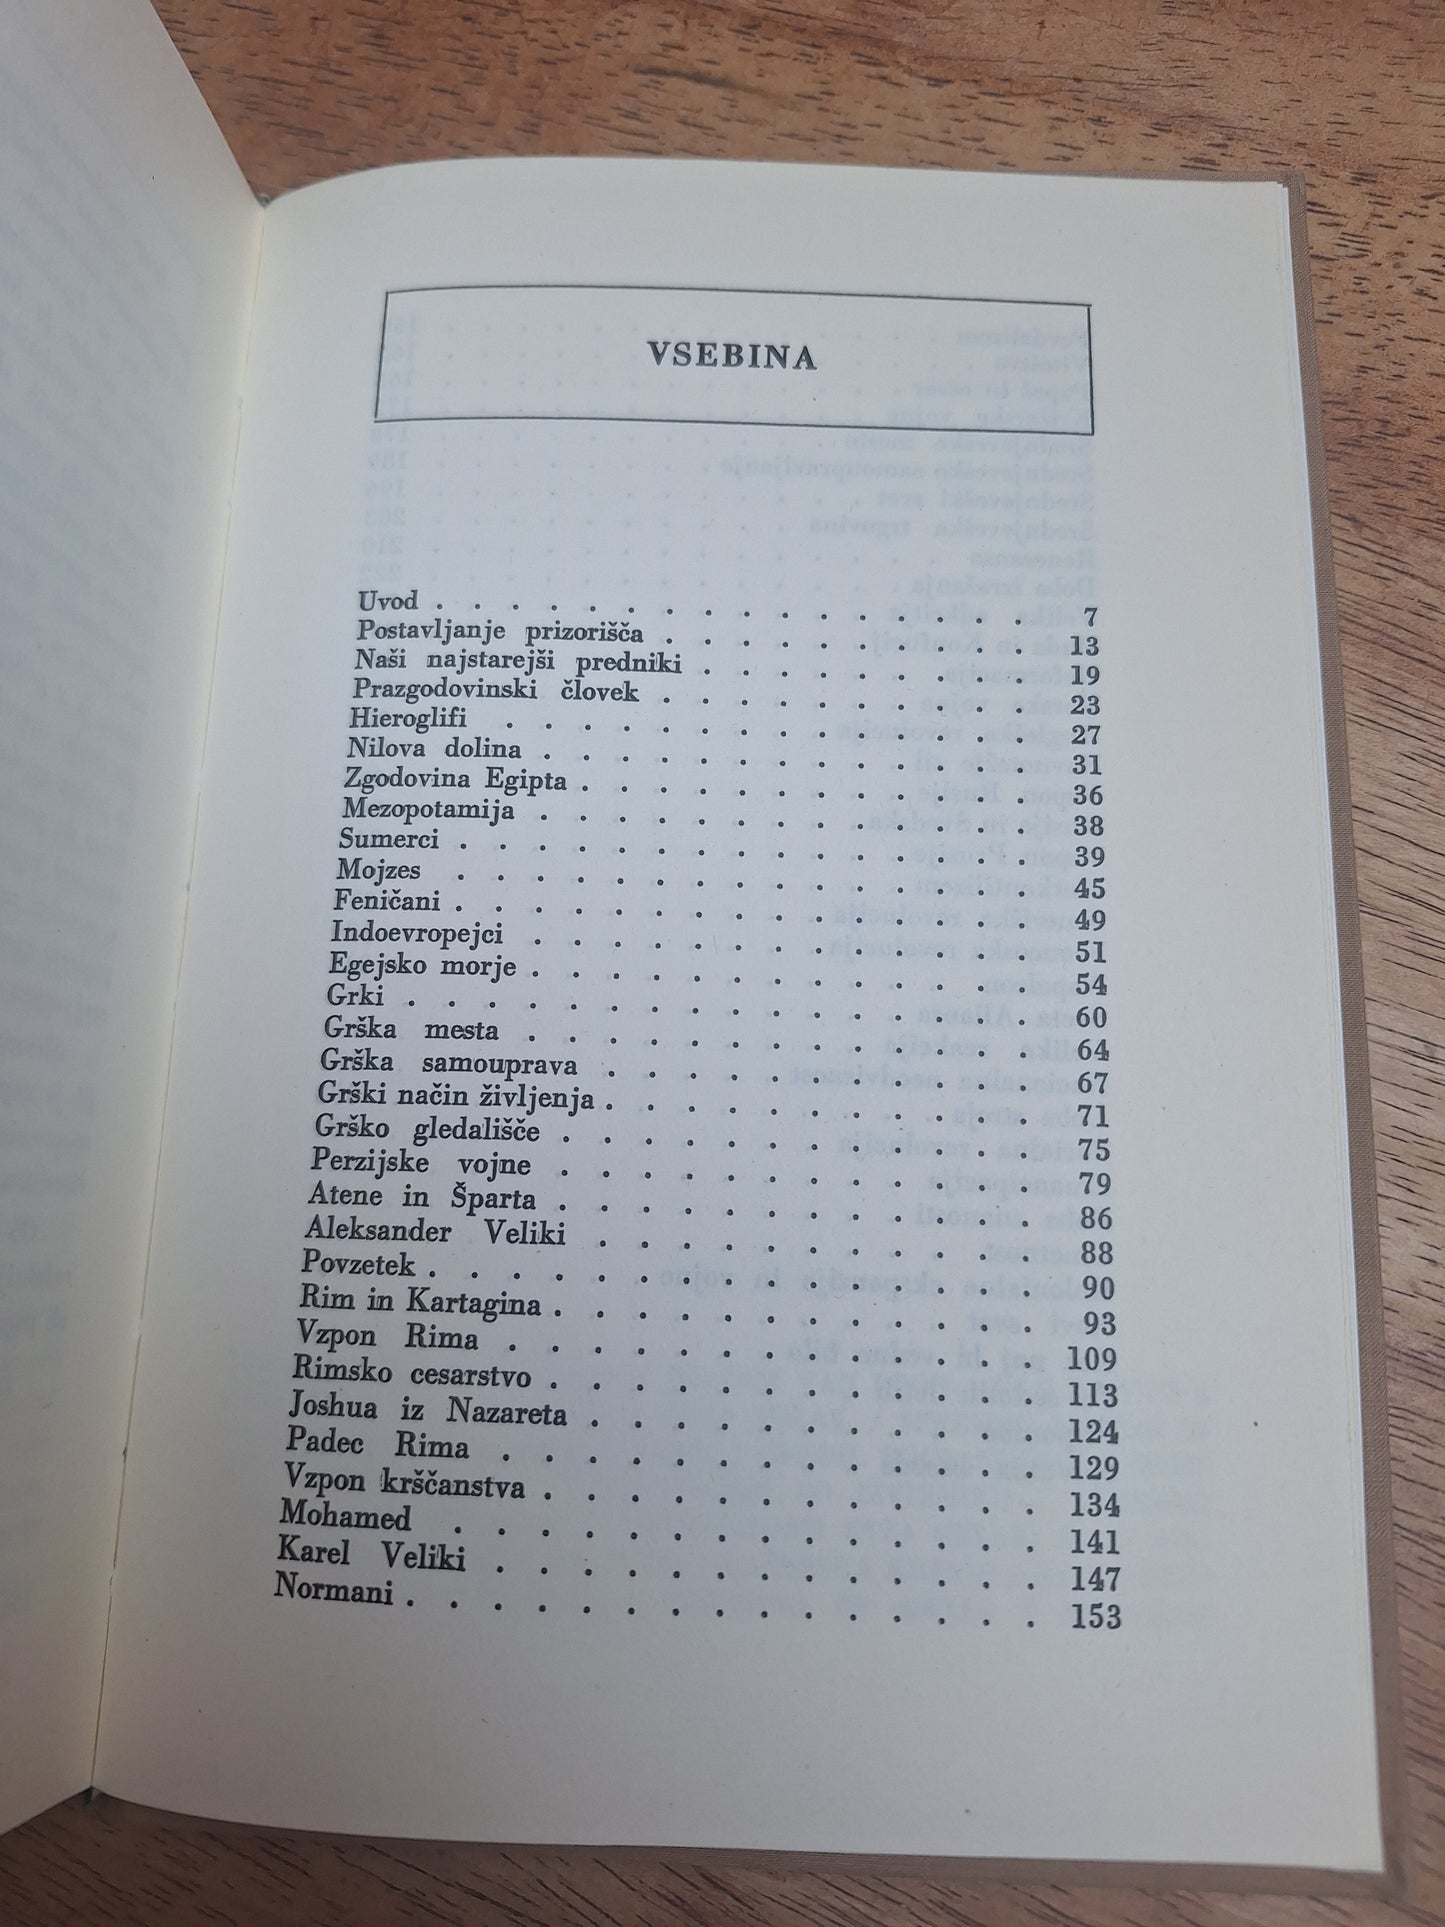 VSEBINA
Uvod . . . . . . . . . . . . . . . . 7
Postavljanje prizorišča . . . . . . . . . . 13
Naši najstarejši predniki . . . . . . . . . 19
Prazgodovinski človek . . . . . . . . . . 23
Hieroglifi . . . . . . . . . . . . . . 27
Nilova dolina . . . . . . . . . . . . . 31
Zgodovina Egipta . . . . . . . . . . . . 36
Mezopotamija . . . . . . . . . . . . . 38
Sumerci . . . . . . . . . . . . . . . 39
Mojzes . . . . . . . . . . . . . . . 45
Feničani . . . . . . . . . . . . . . . 49
Indoevropejci . . . . . . . . . . . . . 51
Egejsko morje . . . . . . . . . . . . . 54
Grki . . . . . . . . . . . . . . . . 60
Grška mesta . . . . . . . . . . . . . 64
Grška samouprava . . . . . . . . . . . 67
Grški način življenja . . . . . . . . . . . 71
Grško gledališče . . . . . . . . . . . . 75
Perzijske vojne . . . . . . . . . . . . 79
Atene in Šparta . . . . . . . . . . . . 86
Aleksander Veliki . . . . . . . . . . . 88
Povzetek . . . . . . . . . . . . . . . 90
Rim in Kartagina . . . . . . . . . . . . 93
Vzpon Rima . . . . . . . . . . . . . 109
Rimsko cesarstvo . . . . . . . . . . . . 113
Joshua iz Nazareta . . . . . . . . . . . 124
Padec Rima . . . . . . . . . . . . . 129
Vzpon krščanstva . . . . . . . . . . . . 134
Mohamed . . . . . . . . . . . . . . 141
Karel Veliki . . . . . . . . . . . . . 147
Normani . . . . . . . . . . . . . . . 153